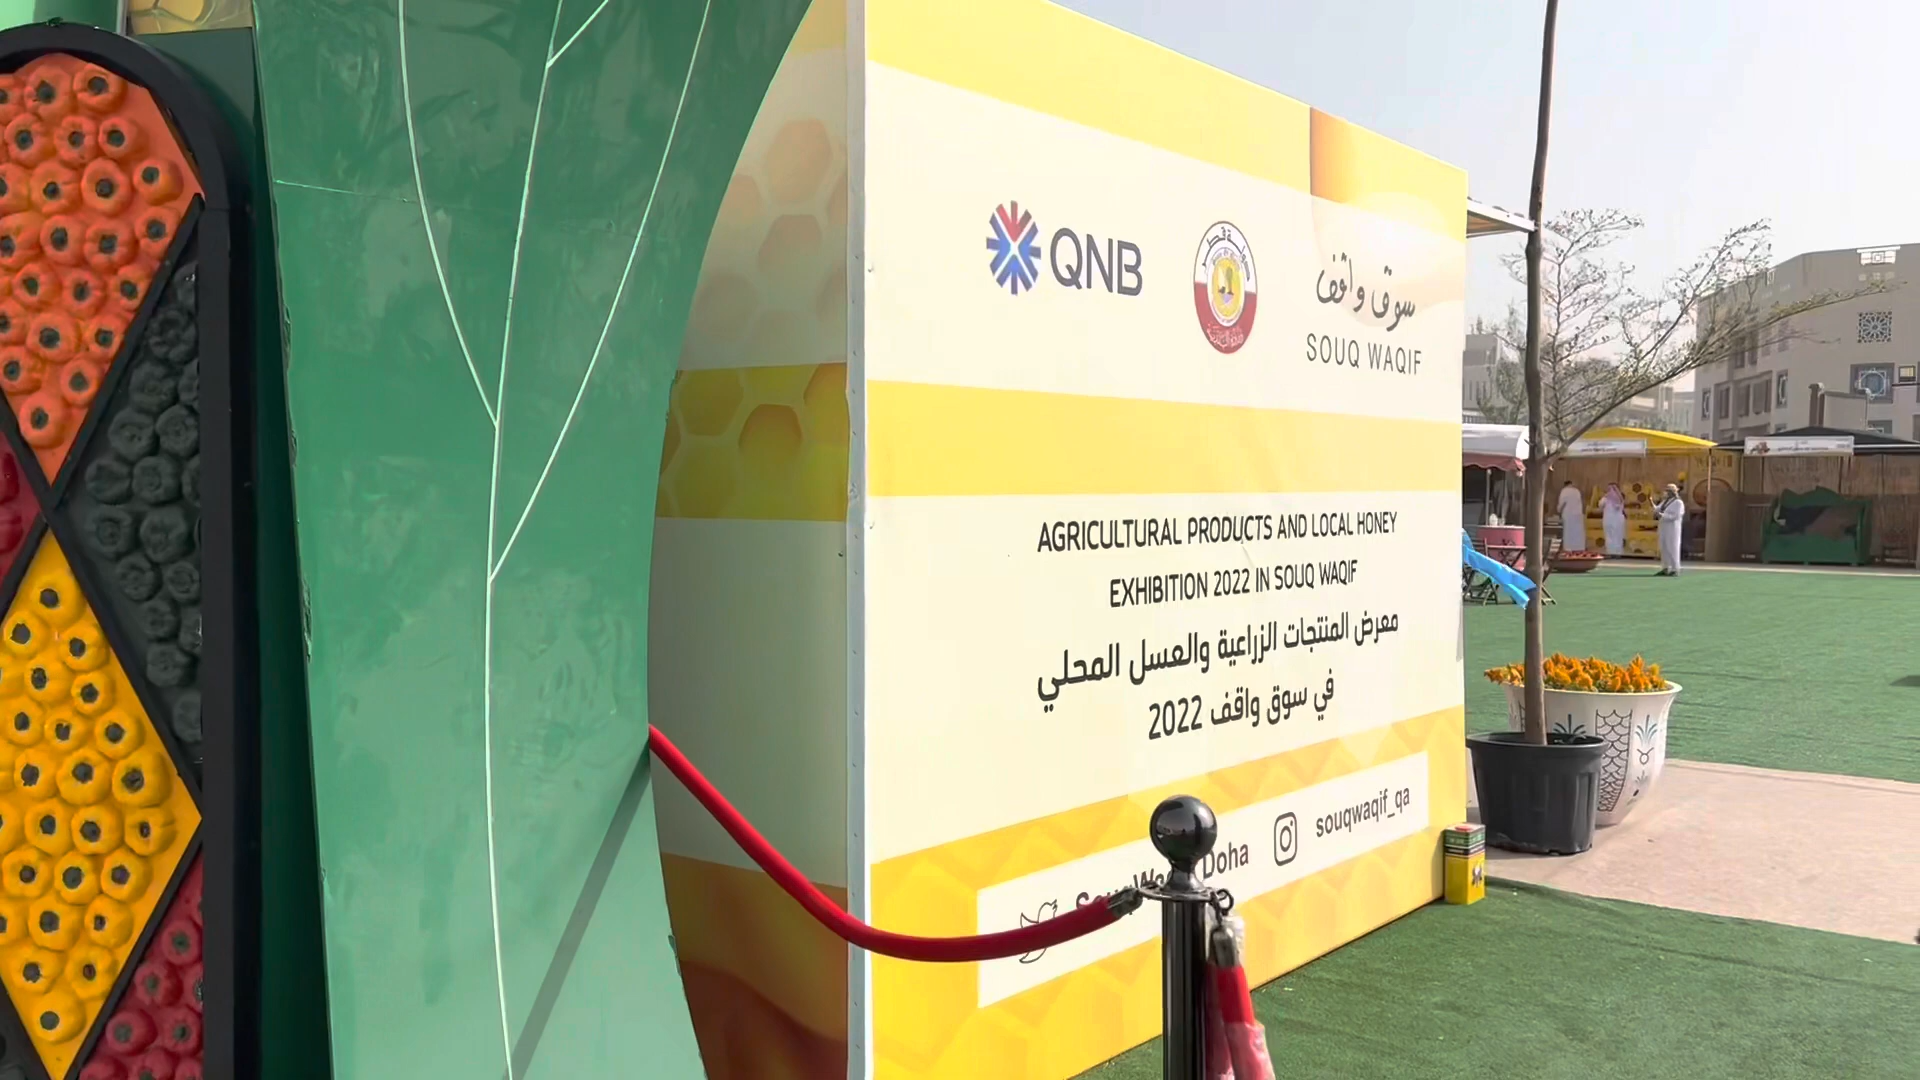 QNB
سوق واقف
SOUQ WAQIF
AGRICULTURAL PRODUCTS AND LOCAL HONEY
EXHIBITION 2022 IN SOUQ WAQIF
معرض المنتجات الزراعية والعسل المحلي
في سوق واقف 2022
Doha
souqwaqif_qa